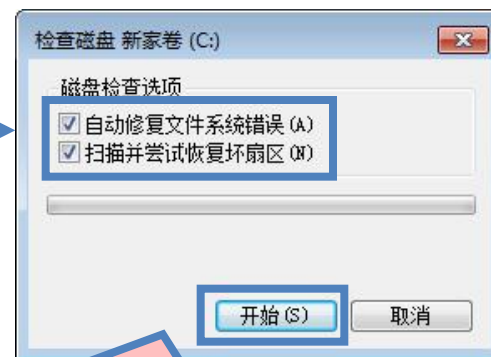 检查磁盘 新家卷 (C:)
磁盘检查选项
自动修复文件系统错误(A)
扫描并尝试恢复坏扇区(N)
开始(S)
取消